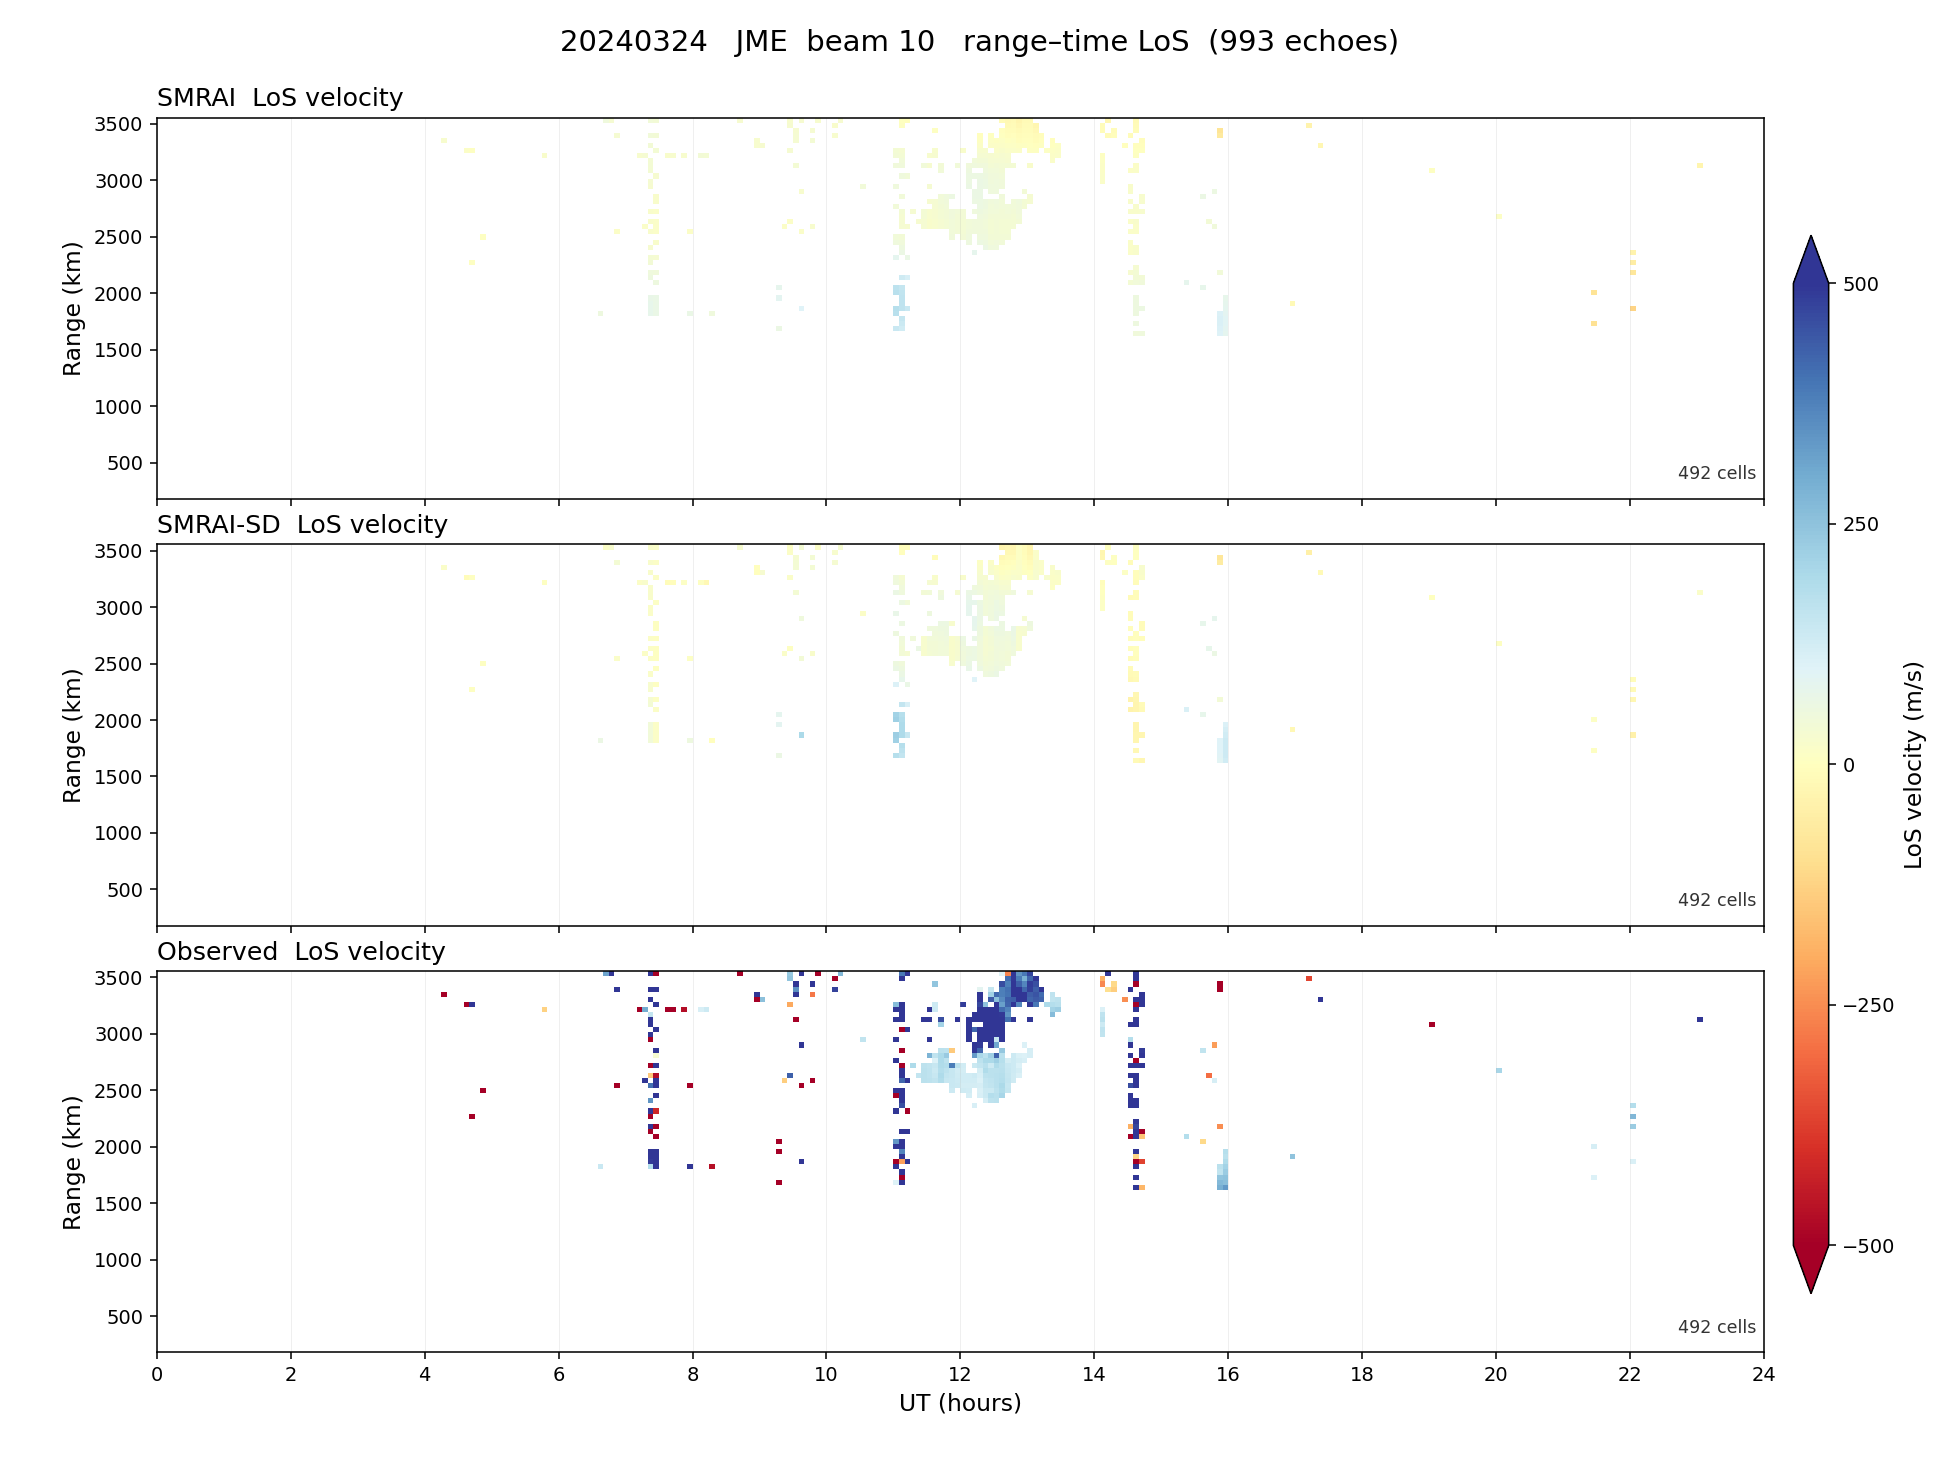 20240324   JME  beam 10   range–time LoS  (993 echoes)
SMRAI  LoS velocity
3500
3000
2500
2000
1500
1000
500
Range (km)
492 cells
SMRAI-SD  LoS velocity
3500
3000
2500
2000
1500
1000
500
Range (km)
492 cells
Observed  LoS velocity
3500
3000
2500
2000
1500
1000
500
Range (km)
492 cells
0 2 4 6 8 10 12 14 16 18 20 22 24
UT (hours)
500
250
0
−250
−500
LoS velocity (m/s)